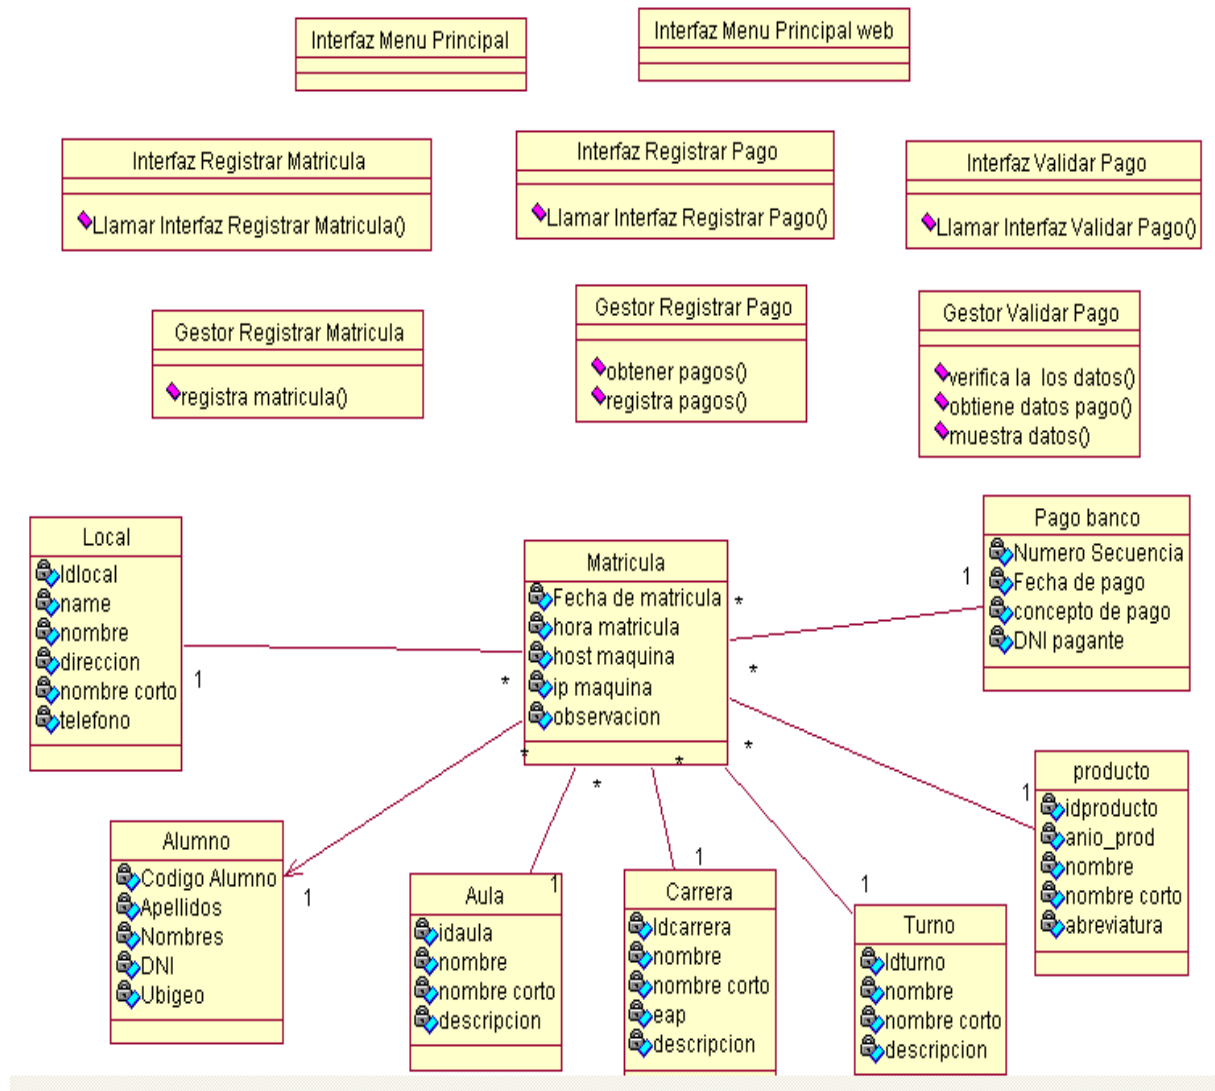 Interfaz Menu Principal
Interfaz Menu Principal web
Interfaz Registrar Matricula
Llamar Interfaz Registrar Matricula()
Interfaz Registrar Pago
Llamar Interfaz Registrar Pago()
Interfaz Validar Pago
Llamar Interfaz Validar Pago()
Gestor Registrar Matricula
registra matricula()
Gestor Registrar Pago
obtener pagos()
registra pagos()
Gestor Validar Pago
verifica la los datos()
obtiene datos pago()
muestra datos()
Local
Idlocal
name
nombre
direccion
nombre corto
telefono
1
*
Matricula
Fecha de matricula
hora matricula
host maquina
ip maquina
observacion
*
1
*
Pago banco
Numero Secuencia
Fecha de pago
concepto de pago
DNI pagante
*
*
*
*
1
producto
idproducto
anio_prod
nombre
nombre corto
abreviatura
Alumno
Codigo Alumno
Apellidos
Nombres
DNI
Ubigeo
1
Aula
1
idaula
nombre
nombre corto
descripcion
1
Carrera
Idcarrera
nombre
nombre corto
eap
descripcion
1
Turno
Idturno
nombre
nombre corto
descripcion